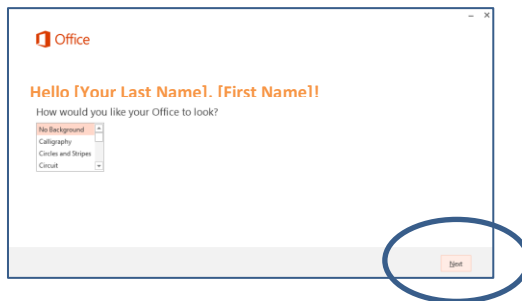 Office
Hello [Your Last Name], [First Name]!
How would you like your Office to look?
No Background
Calligraphy
Circles and Stripes
Circuit
Next